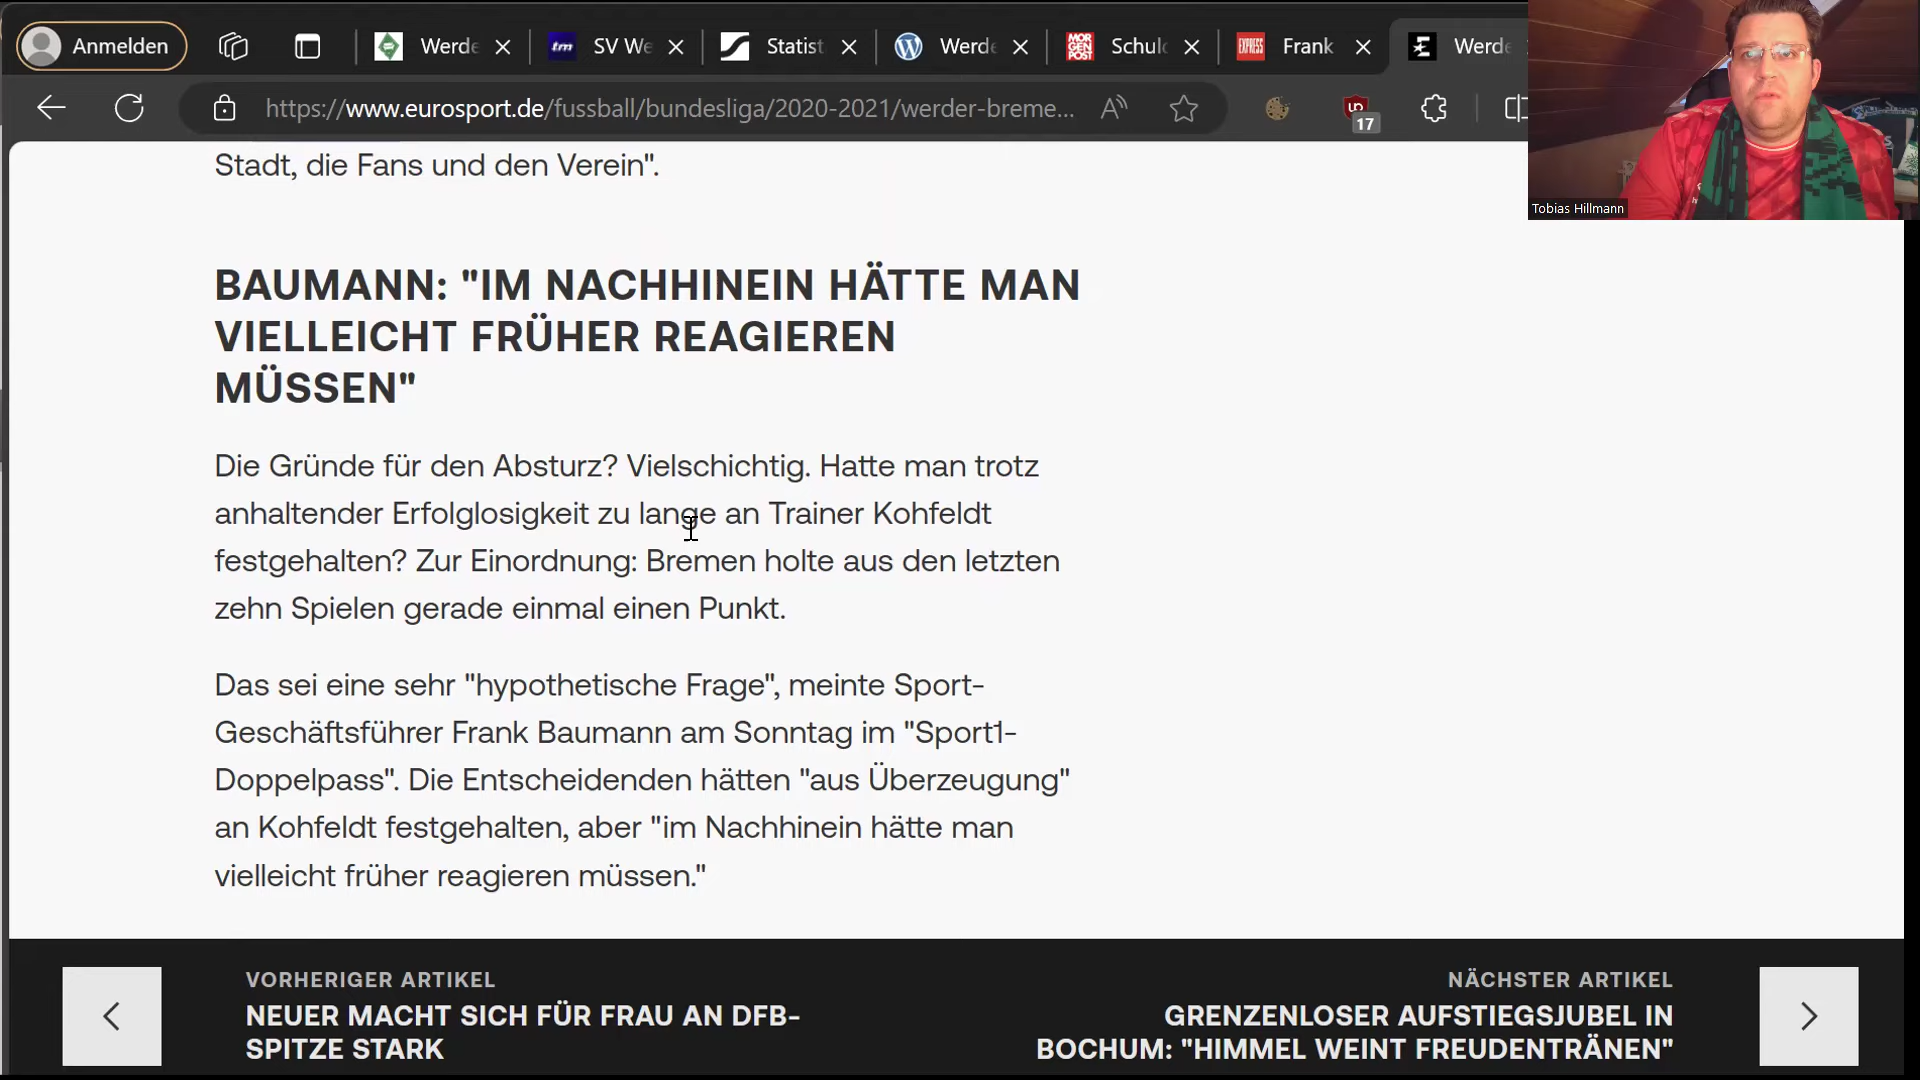 Anmelden
Werde
tm
SV We
Statist
Werde
MOR
GEN
POST
Schul
EXPRESS
Frank
Werde
https://www.eurosport.de/fussball/bundesliga/2020-2021/werder-breme...
17
Tobias Hillmann
Stadt, die Fans und den Verein".
BAUMANN: "IM NACHHINEIN HÄTTE MAN
VIELLEICHT FRÜHER REAGIEREN
MÜSSEN"
Die Gründe für den Absturz? Vielschichtig. Hatte man trotz
anhaltender Erfolglosigkeit zu lange an Trainer Kohfeldt
festgehalten? Zur Einordnung: Bremen holte aus den letzten
zehn Spielen gerade einmal einen Punkt.
Das sei eine sehr "hypothetische Frage", meinte Sport-
Geschäftsführer Frank Baumann am Sonntag im "Sport1-
Doppelpass". Die Entscheidenden hätten "aus Überzeugung"
an Kohfeldt festgehalten, aber "im Nachhinein hätte man
vielleicht früher reagieren müssen."
VORHERIGER ARTIKEL
NEUER MACHT SICH FÜR FRAU AN DFB-
SPITZE STARK
NÄCHSTER ARTIKEL
GRENZENLOSER AUFSTIEGSJUBEL IN
BOCHUM: "HIMMEL WEINT FREUDENTRÄNEN"